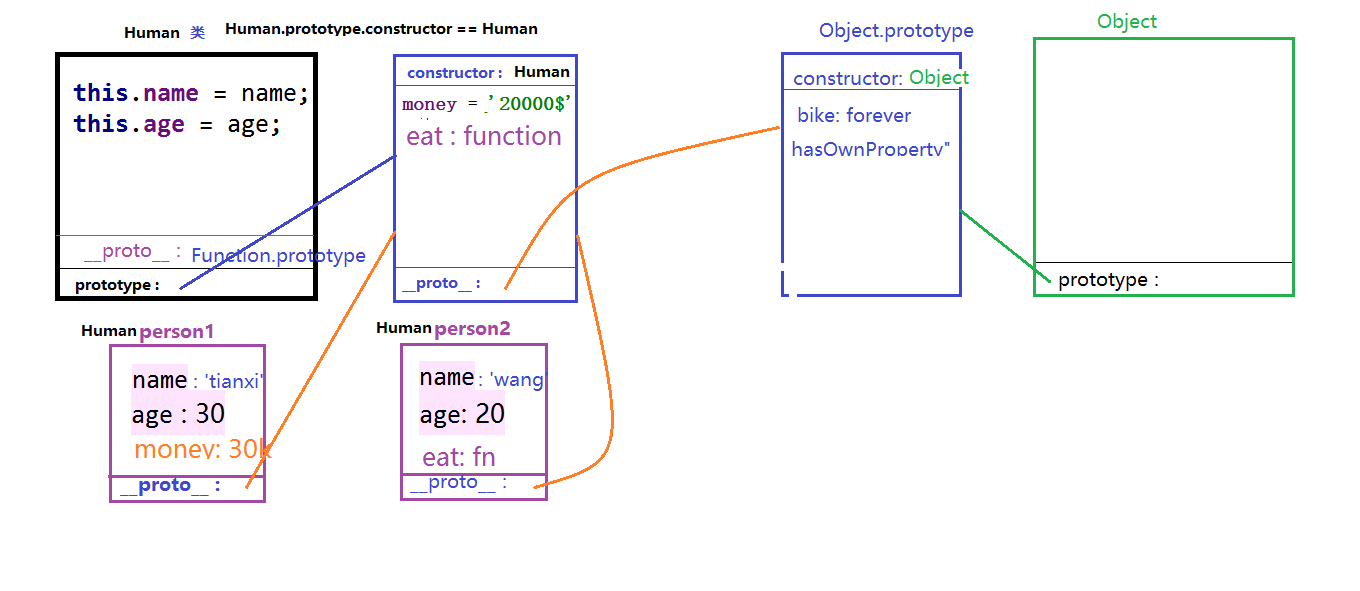 Human 类
Human.prototype.constructor == Human
this.name = name;
this.age = age;
__proto__ : Function.prototype
prototype :
constructor : Human
money = '20000$'
eat : function
__proto__ :
Object.prototype
constructor: Object
bike: forever
hasOwnProperty"
Object
prototype :
Human person1
name : 'tianxi'
age : 30
money: 30k
__proto__ :
Human person2
name : 'wang'
age: 20
eat: fn
__proto__ :